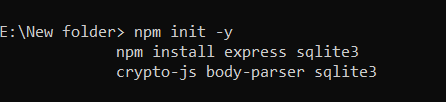 E:\New folder> npm init -y
npm install express sqlite3
crypto-js body-parser sqlite3